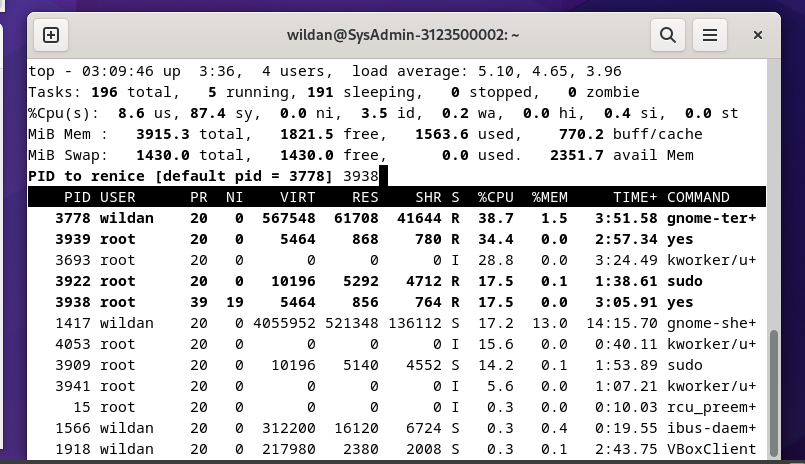 wildan@SysAdmin-3123500002: ~
top - 03:09:46 up  3:36,  4 users,  load average: 5.10, 4.65, 3.96
Tasks: 196 total,   5 running, 191 sleeping,   0 stopped,   0 zombie
%Cpu(s):  8.6 us, 87.4 sy,  0.0 ni,  3.5 id,  0.2 wa,  0.0 hi,  0.4 si,  0.0 st
MiB Mem :   3915.3 total,   1821.5 free,   1563.6 used,    770.2 buff/cache
MiB Swap:   1430.0 total,   1430.0 free,      0.0 used.   2351.7 avail Mem
PID to renice [default pid = 3778] 3938
PID USER      PR  NI    VIRT    RES    SHR S  %CPU  %MEM     TIME+ COMMAND
3778 wildan    20   0  567548  61708  41644 R  38.7   1.5   3:51.58 gnome-ter+
3939 root      20   0    5464    868    780 R  34.4   0.0   2:57.34 yes
3693 root      20   0       0      0      0 I  28.8   0.0   3:24.49 kworker/u+
3922 root      20   0   10196   5292   4712 R  17.5   0.1   1:38.61 sudo
3938 root      39  19    5464    856    764 R  17.5   0.0   3:05.91 yes
1417 wildan    20   0 4055952 521348 136112 S  17.2  13.0  14:15.70 gnome-she+
4053 root      20   0       0      0      0 I  15.6   0.0   0:40.11 kworker/u+
3909 root      20   0   10196   5140   4552 S  14.2   0.1   1:53.89 sudo
3941 root      20   0       0      0      0 I   5.6   0.0   1:07.21 kworker/u+
15 root      20   0       0      0      0 I   0.3   0.0   0:10.03 rcu_preem+
1566 wildan    20   0  312200  16120   6724 S   0.3   0.4   0:19.55 ibus-daem+
1918 wildan    20   0  217980   2380   2008 S   0.3   0.1   2:43.75 VBoxClient